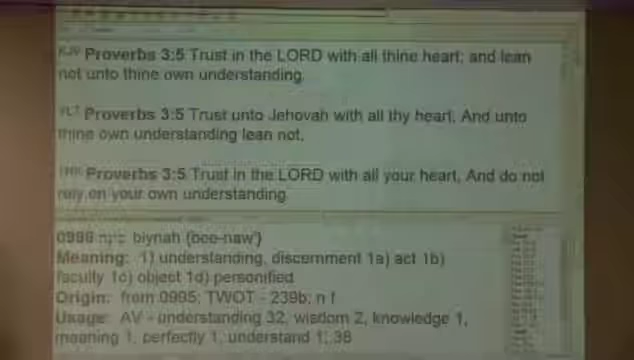 KJV Proverbs 3:5 Trust in the LORD with all thine heart; and lean
not unto thine own understanding.
YLT Proverbs 3:5 Trust unto Jehovah with all thy heart, And unto
thine own understanding lean not.
Proverbs 3:5 Trust in the LORD with all your heart, And do not
rely on your own understanding
0998 biynah {bee-naw'}
Meaning: 1) understanding, discernment 1a) act 1b)
faculty 1c) object 1d) personified
Origin: from 0995; TWOT - 239b; n f
Usage: AV - understanding 32, wisdom 2, knowledge 1,
meaning 1, perfectly 1, understand 1; 38